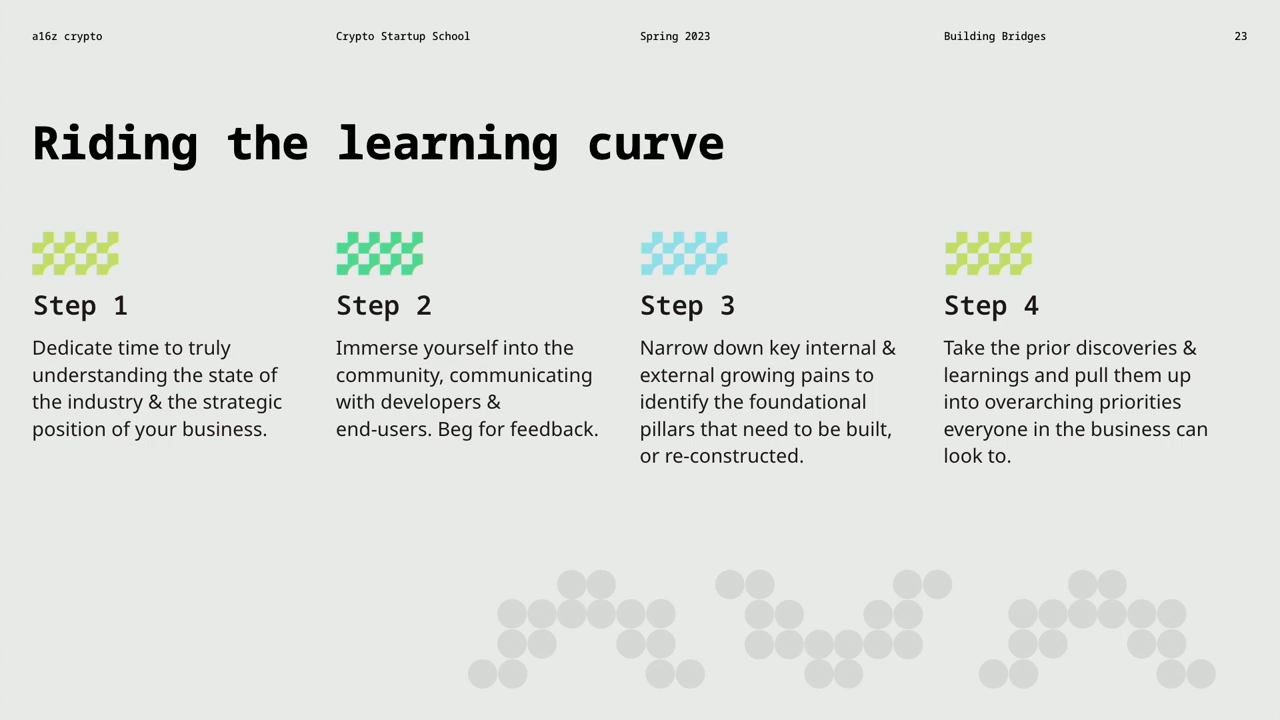 a16z crypto
Crypto Startup School
Spring 2023
Building Bridges
23
Riding the learning curve
Step 1
Dedicate time to truly
understanding the state of
the industry & the strategic
position of your business.
Step 2
Immerse yourself into the
community, communicating
with developers &
end-users. Beg for feedback.
Step 3
Narrow down key internal &
external growing pains to
identify the foundational
pillars that need to be built,
or re-constructed.
Step 4
Take the prior discoveries &
learnings and pull them up
into overarching priorities
everyone in the business can
look to.